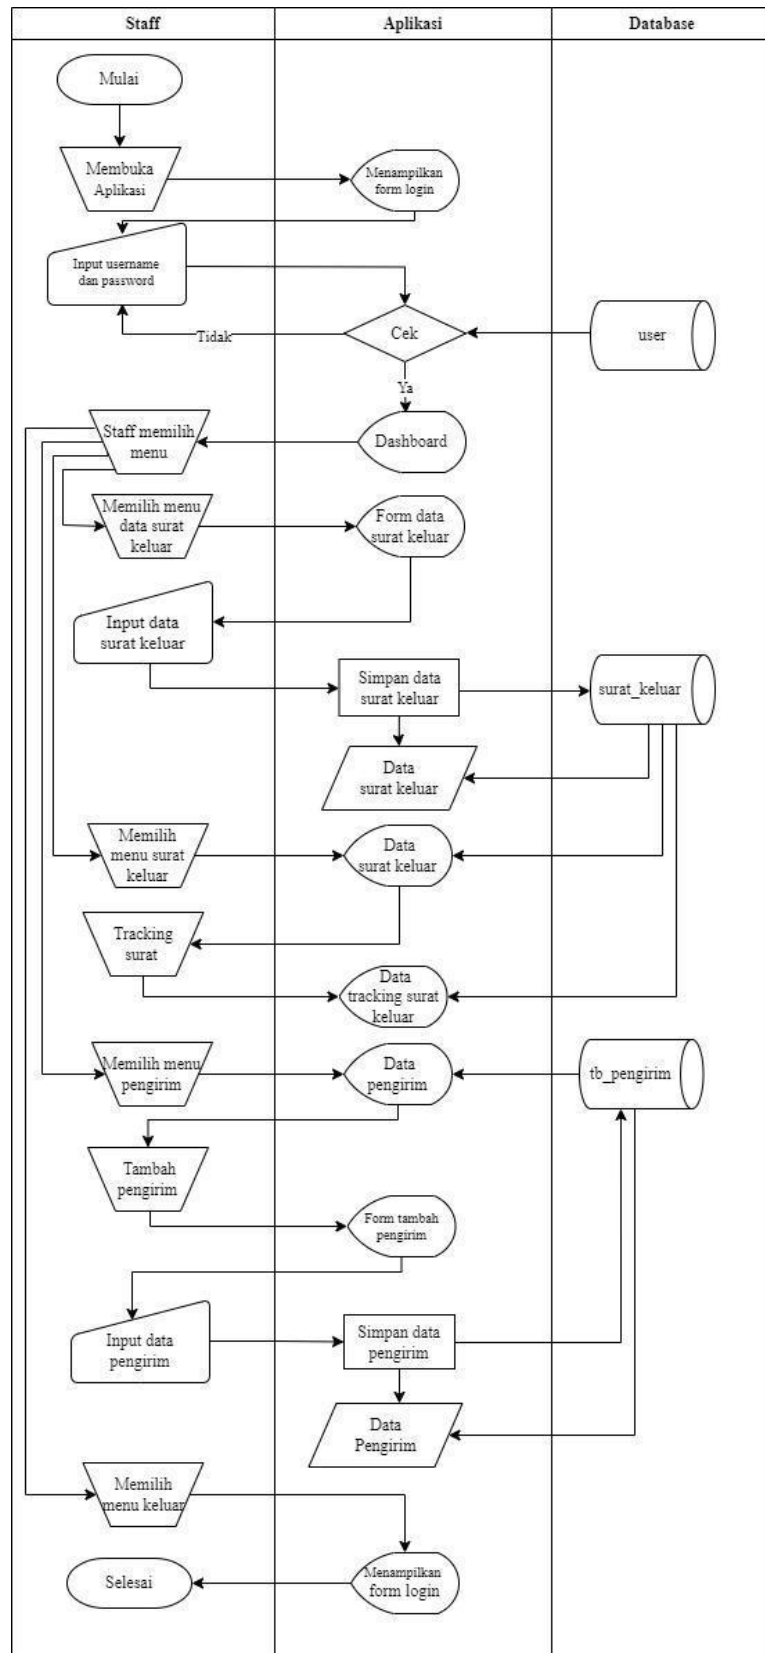 Staff
Aplikasi
Database
Mulai
Membuka
Aplikasi
Menampilkan
form login
Input username
dan password
Tidak
Cek
user
Ya
Staff memilih
menu
Dashboard
Memilih menu
data surat
keluar
Form data
surat keluar
Input data
surat keluar
Simpan data
surat keluar
surat_keluar
Data
surat keluar
Memilih
menu surat
keluar
Data
surat keluar
Tracking
surat
Data
tracking surat
keluar
Memilih menu
pengirim
Data
pengirim
tb_pengirim
Tambah
pengirim
Form tambah
pengirim
Input data
pengirim
Simpan data
pengirim
Data
Pengirim
Memilih
menu keluar
Selesai
Menampilkan
form login